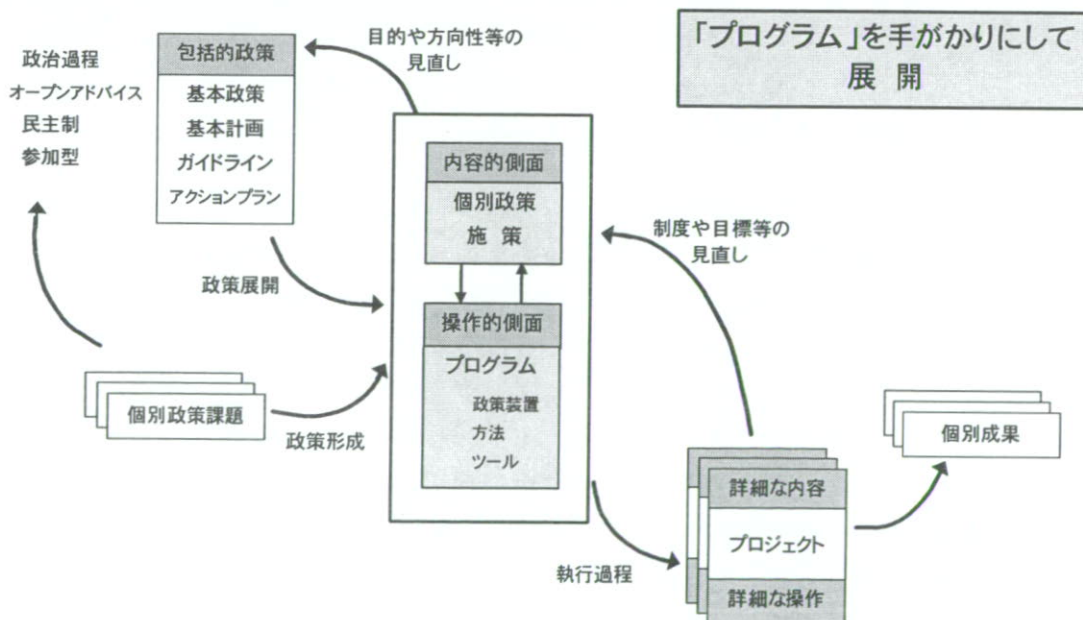 「プログラム」を手がかりにして
展 開
政治過程
オープンアドバイス
民主制
参加型
包括的政策
基本政策
基本計画
ガイドライン
アクションプラン
目的や方向性等の
見直し
内容的側面
個別政策
施 策
操作的側面
プログラム
政策装置
方法
ツール
制度や目標等の
見直し
政策展開
個別政策課題
政策形成
執行過程
詳細な内容
プロジェクト
詳細な操作
個別成果